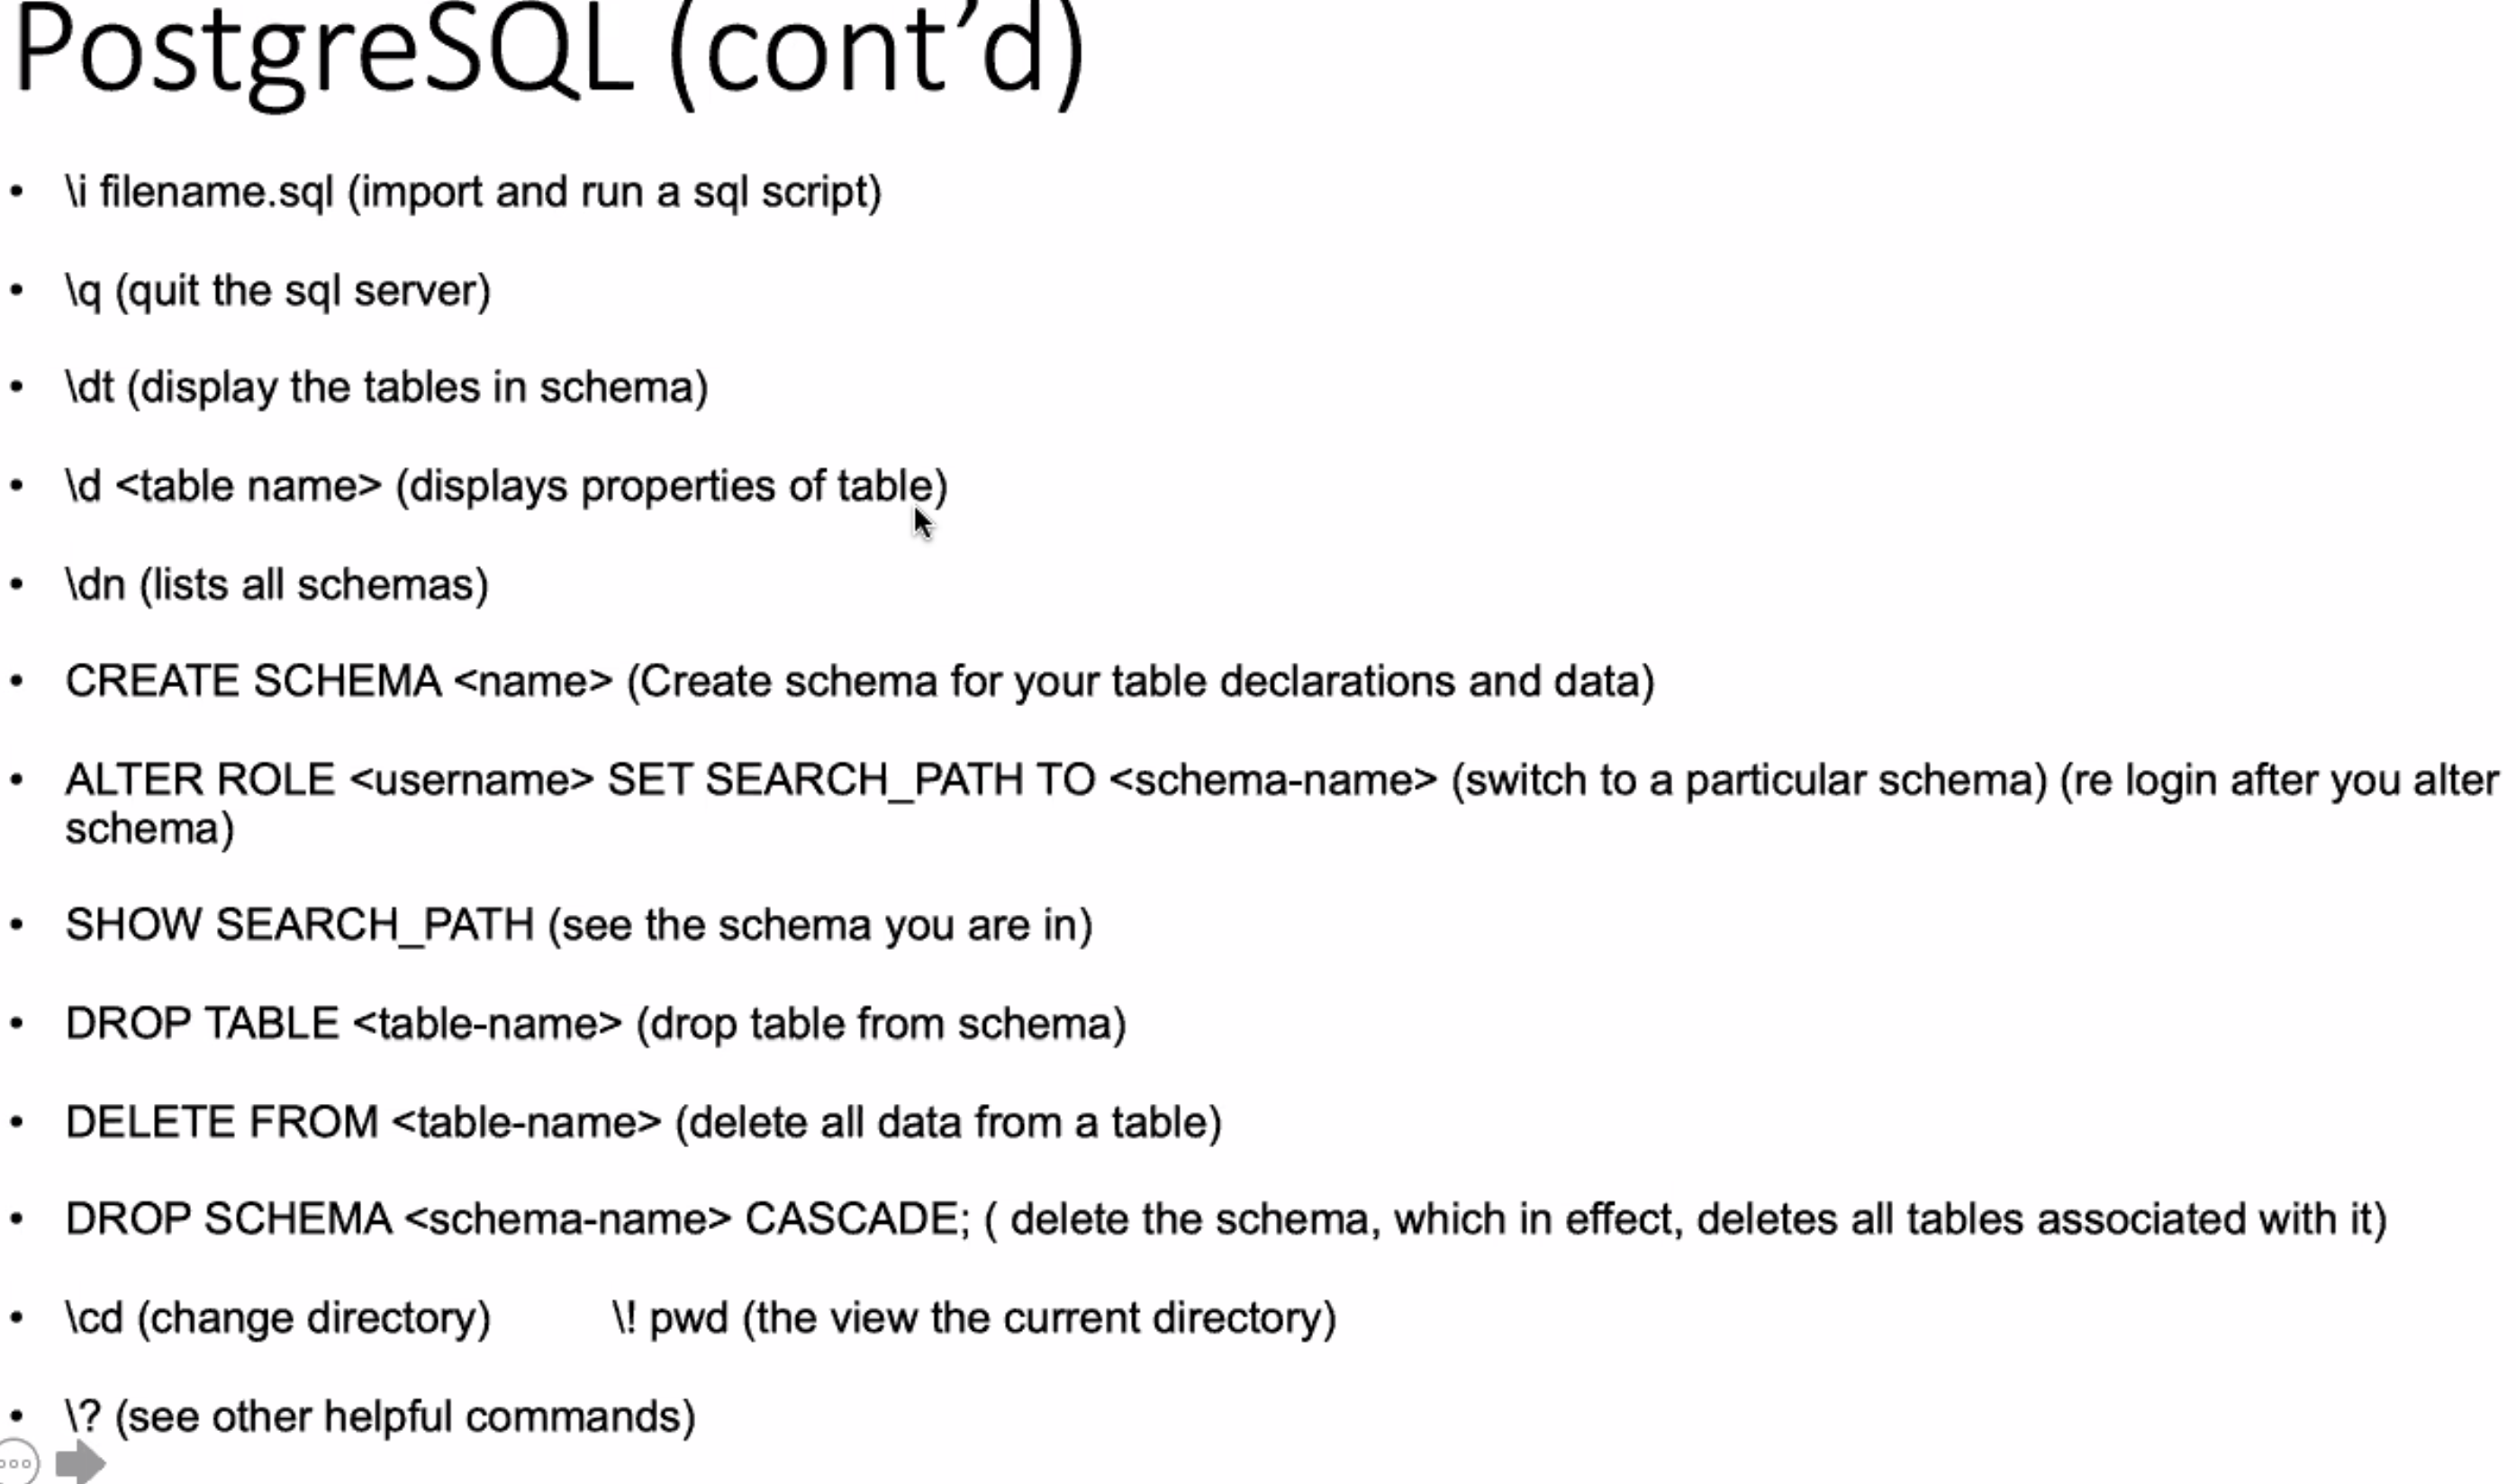 PostgreSQL (cont’d)
• \i filename.sql (import and run a sql script)
• \q (quit the sql server)
• \dt (display the tables in schema)
• \d <table name> (displays properties of table)
• \dn (lists all schemas)
• CREATE SCHEMA <name> (Create schema for your table declarations and data)
• ALTER ROLE <username> SET SEARCH_PATH TO <schema-name> (switch to a particular schema) (re login after you alter
schema)
• SHOW SEARCH_PATH (see the schema you are in)
• DROP TABLE <table-name> (drop table from schema)
• DELETE FROM <table-name> (delete all data from a table)
• DROP SCHEMA <schema-name> CASCADE; ( delete the schema, which in effect, deletes all tables associated with it)
• \cd (change directory) \! pwd (the view the current directory)
• \? (see other helpful commands)